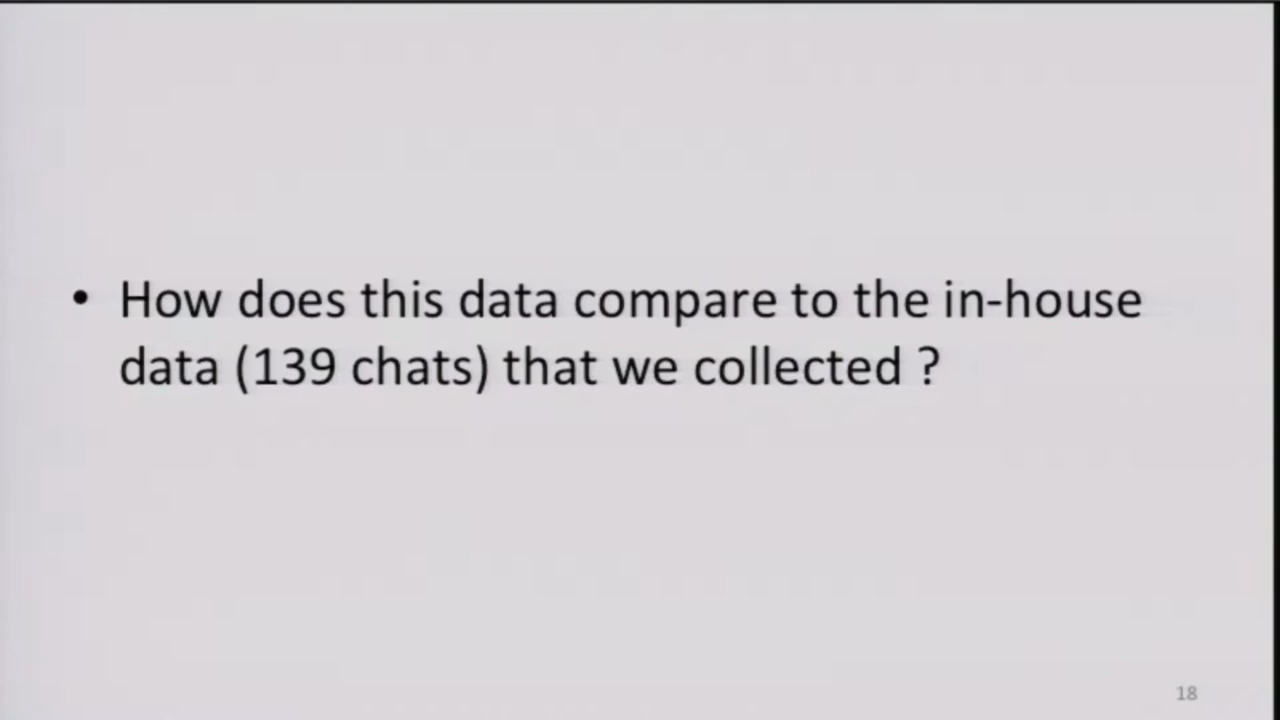 • How does this data compare to the in-house
data (139 chats) that we collected ?
18